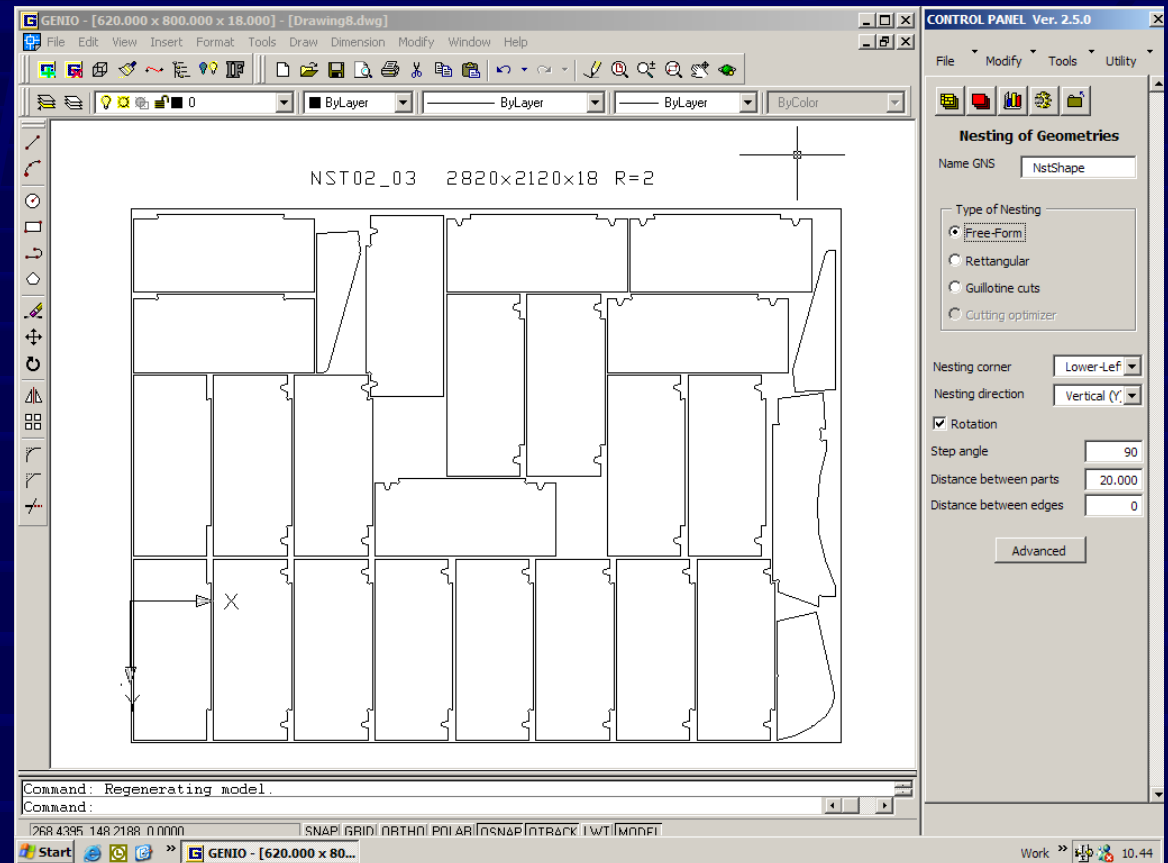 GENIO - [620.000 x 800.000 x 18.000] - [Drawing8.dwg]
File Edit View Insert Format Tools Draw Dimension Modify Window Help
0 ByLayer ByLayer ByLayer ByColor
NST02_03 2820x2120x18 R=2
X
Y
Command: Regenerating model.
Command:
268.4395, 148.2188, 0.0000 SNAP GRID ORTHO POLAR OSNAP OTRACK LWT MODEL
CONTROL PANEL Ver. 2.5.0
File Modify Tools Utility
Nesting of Geometries
Name GNS NstShape
Type of Nesting
Free-Form
Rettangular
Guillotine cuts
Cutting optimizer
Nesting corner Lower-Lef
Nesting direction Vertical (Y
Rotation
Step angle 90
Distance between parts 20.000
Distance between edges 0
Advanced
Start » GENIO - [620.000 x 80... Work » 10.44